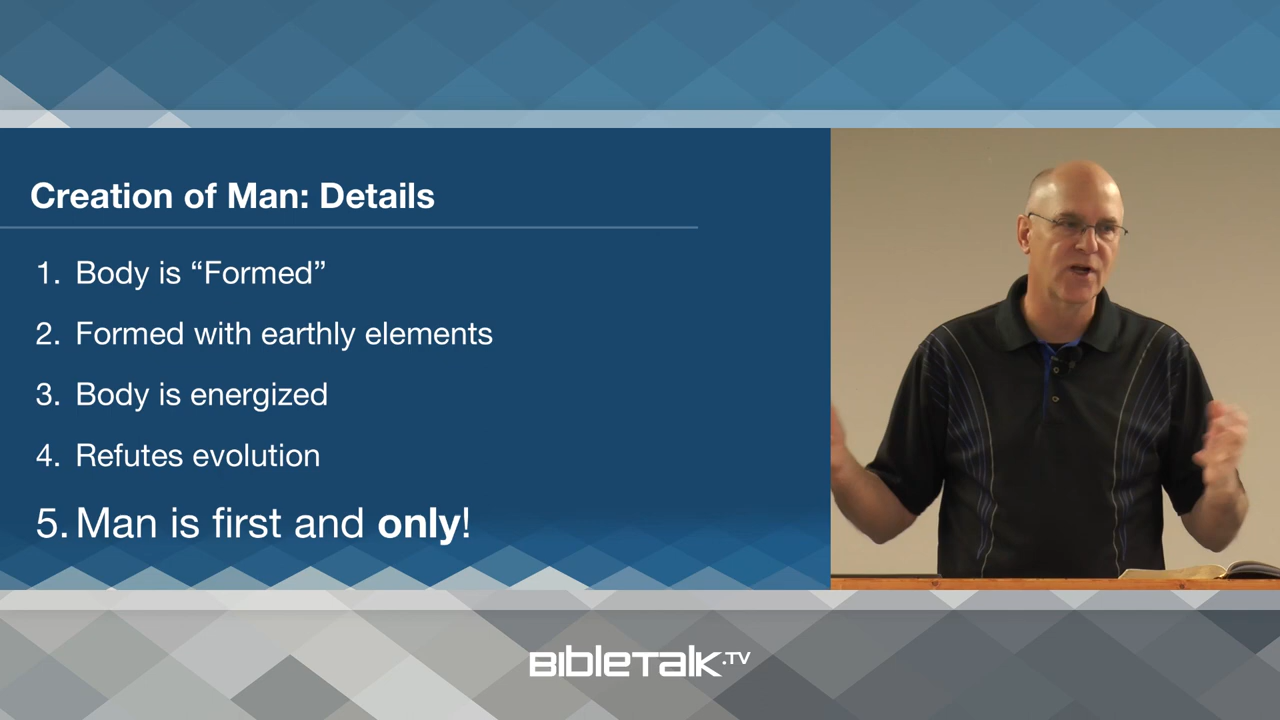 Creation of Man: Details
1. Body is “Formed”
2. Formed with earthly elements
3. Body is energized
4. Refutes evolution
5. Man is first and only!
BIBLETALK.TV